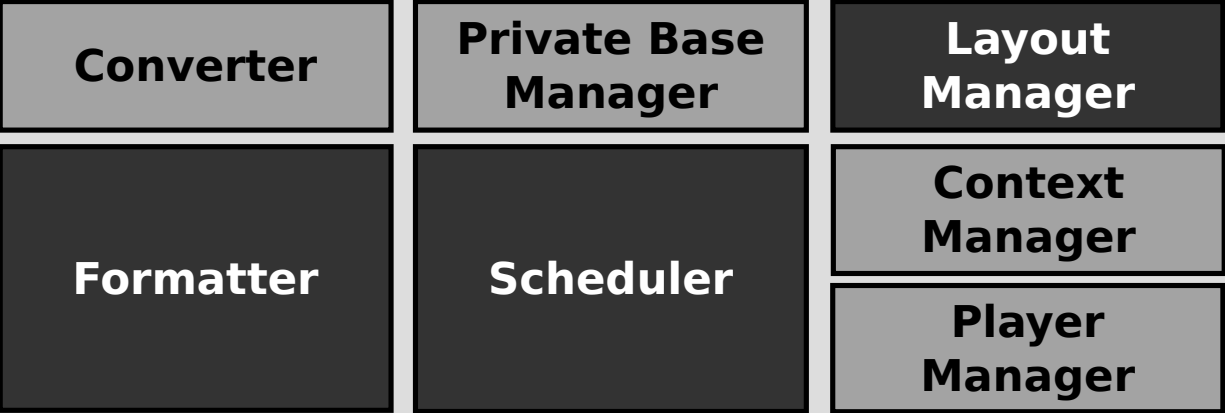 Converter
Private Base
Manager
Layout
Manager
Formatter
Scheduler
Context
Manager
Player
Manager